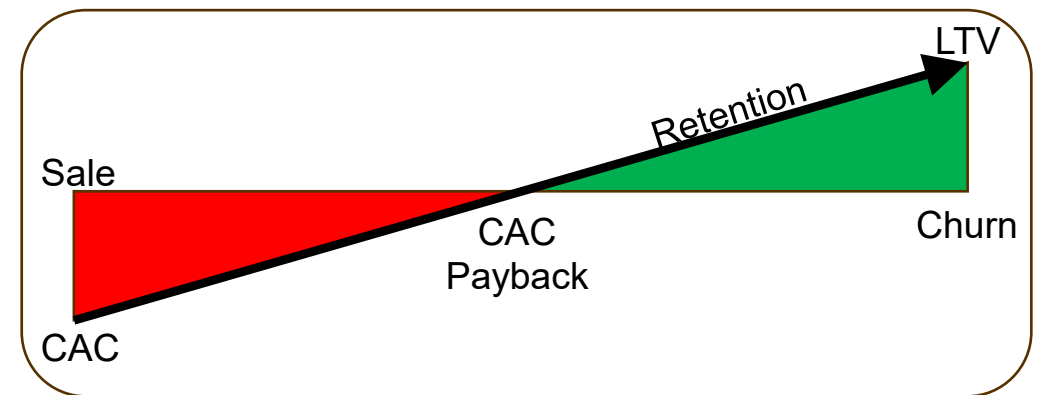 LTV
Retention
Sale
CAC
Payback
Churn
CAC